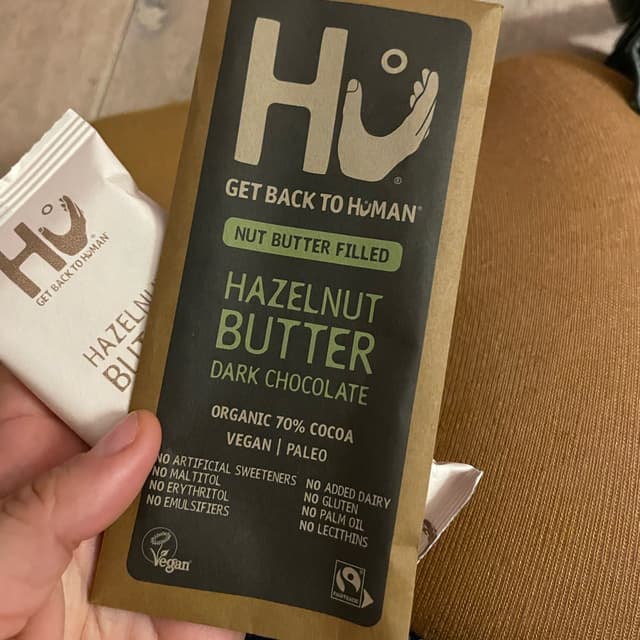 HU
GET BACK TO HUMAN
NUT BUTTER FILLED
HAZELNUT
BUTTER
DARK CHOCOLATE
ORGANIC 70% COCOA
VEGAN | PALEO
NO ARTIFICIAL SWEETENERS
NO MALTITOL
NO ERYTHRITOL
NO EMULSIFIERS
NO ADDED DAIRY
NO GLUTEN
NO PALM OIL
NO LECITHINS
Vegan
FAIRTRADE
HU
GET BACK TO HUMAN